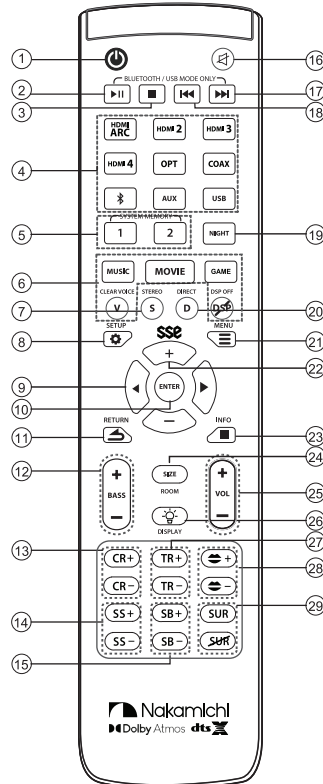 1
16
BLUETOOTH / USB MODE ONLY
2
17
3
18
HDMI ARC
HDMI 2
HDMI 3
4
HDMI 4
OPT
COAX
AUX
USB
SYSTEM MEMORY
5
1
2
NIGHT
19
6
MUSIC
MOVIE
GAME
CLEAR VOICE
STEREO
DIRECT
DSP OFF
7
V
S
D
DSP
20
SETUP
SSE
MENU
8
21
+
22
9
10
ENTER
−
RETURN
INFO
11
23
12
+
BASS
−
SIZE
ROOM
24
+
VOL
−
25
DISPLAY
26
13
27
CR+
TR+
+
28
CR−
TR−
−
14
SS+
SB+
SUR
29
SS−
SB−
SUR
15
Nakamichi
Dolby Atmos dts X